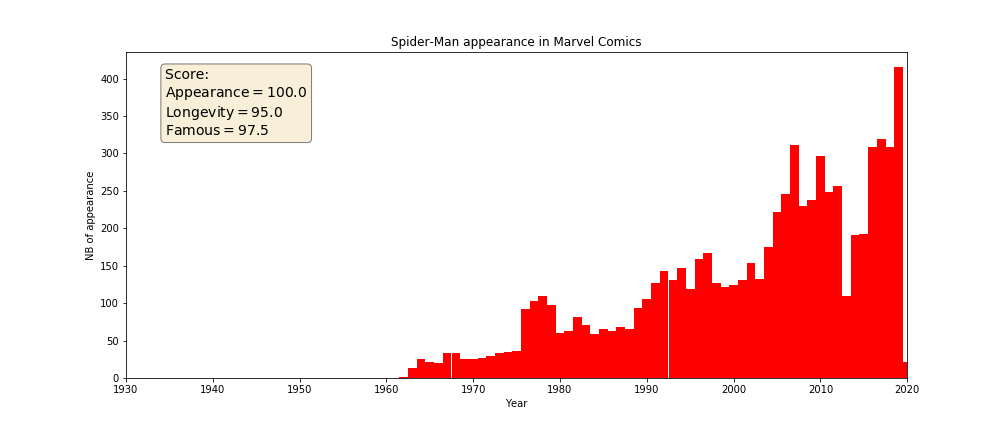 Spider-Man appearance in Marvel Comics
Score:
Appearance = 100.0
Longevity = 95.0
Famous = 97.5
NB of appearance
400
350
300
250
200
150
100
50
0
1930 1940 1950 1960 1970 1980 1990 2000 2010 2020
Year